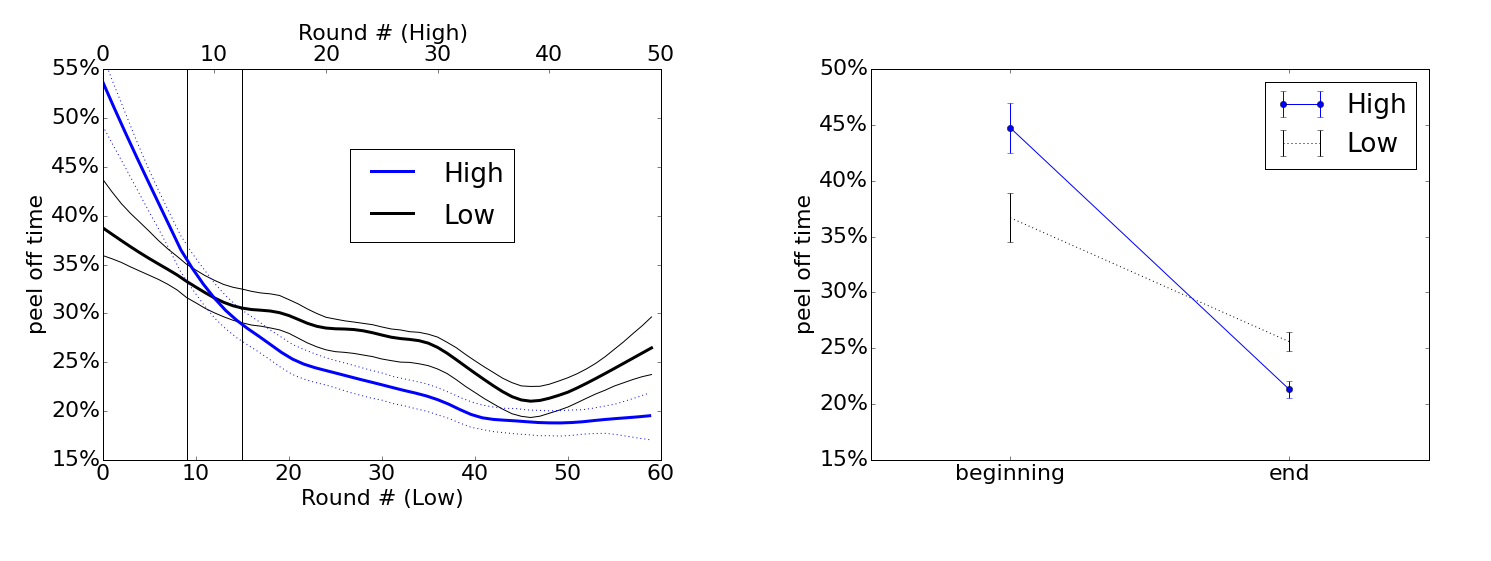 Round # (High)
0 10 20 30 40 50
55%
50%
45%
40%
35%
30%
25%
20%
15%
peel off time
High
Low
0 10 20 30 40 50 60
Round # (Low)
50%
45%
40%
35%
30%
25%
20%
15%
peel off time
High
Low
beginning end